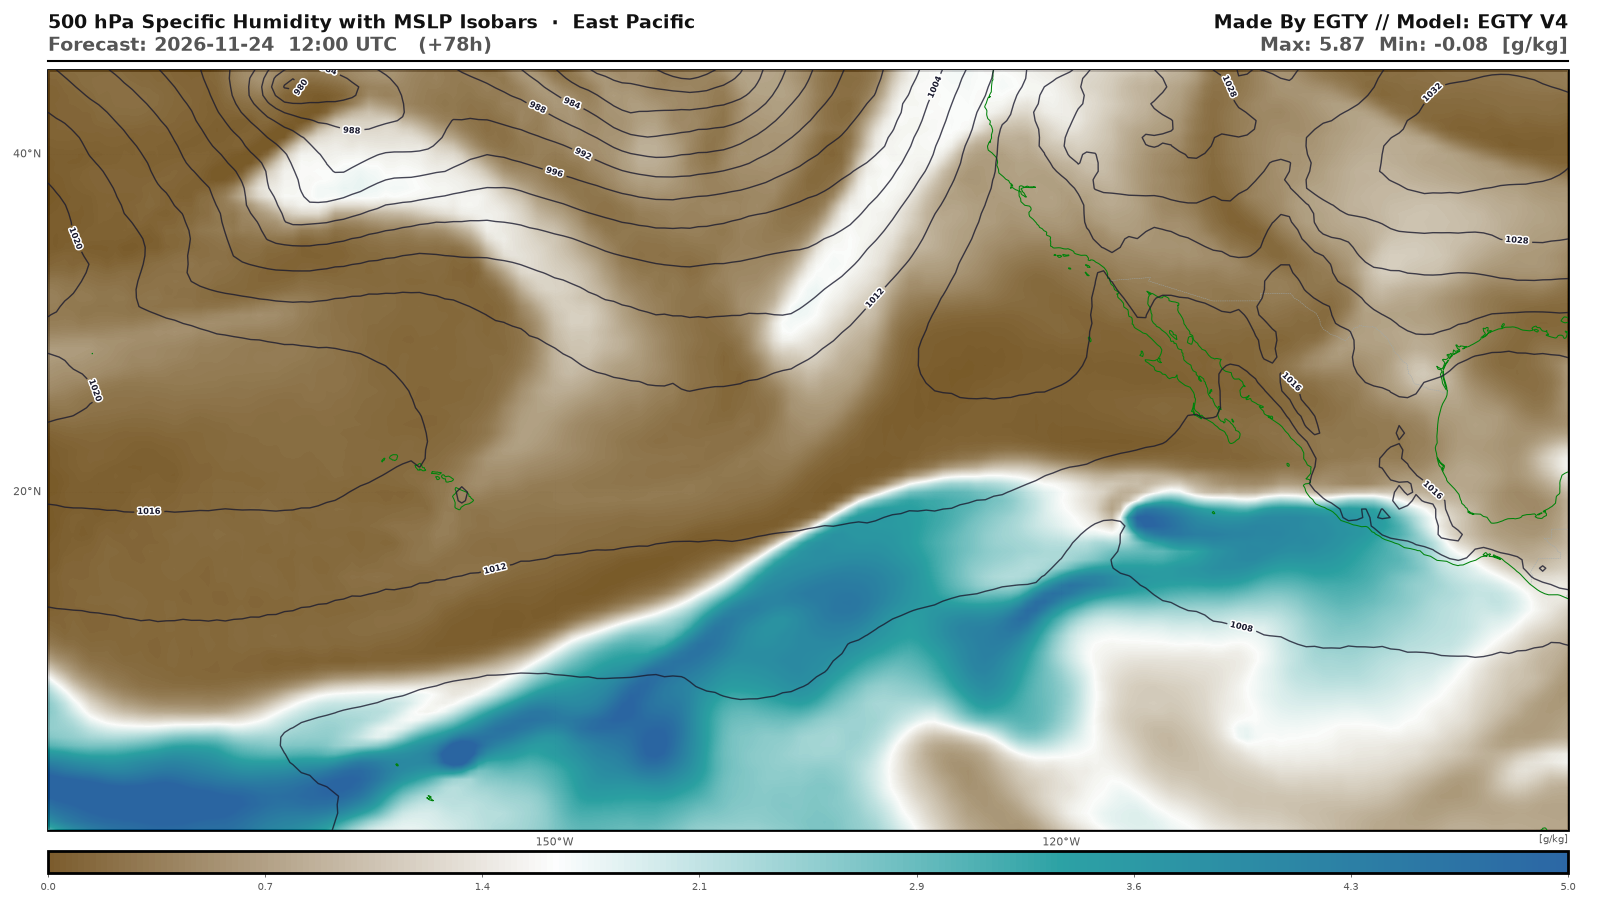 500 hPa Specific Humidity with MSLP Isobars · East Pacific
Made By EGTY // Model: EGTY V4
Forecast: 2026-11-24 12:00 UTC (+78h)
Max: 5.87 Min: -0.08 [g/kg]
980
984
988
1004
1028
1032
988
992
996
40°N
1020
1028
1012
1020
1016
20°N
1016
1016
1012
1008
150°W
120°W
[g/kg]
0.0
0.7
1.4
2.1
2.9
3.6
4.3
5.0